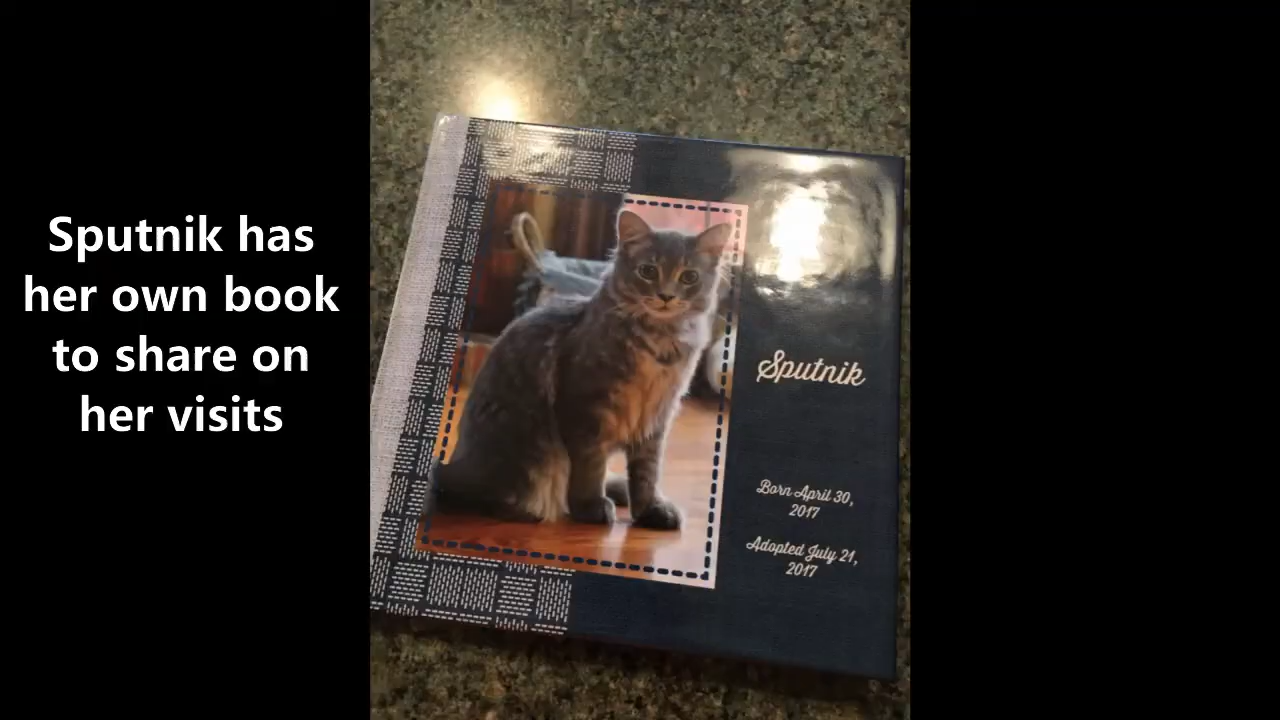 Sputnik has
her own book
to share on
her visits
Sputnik
Born April 30,
2017
Adopted July 21,
2017